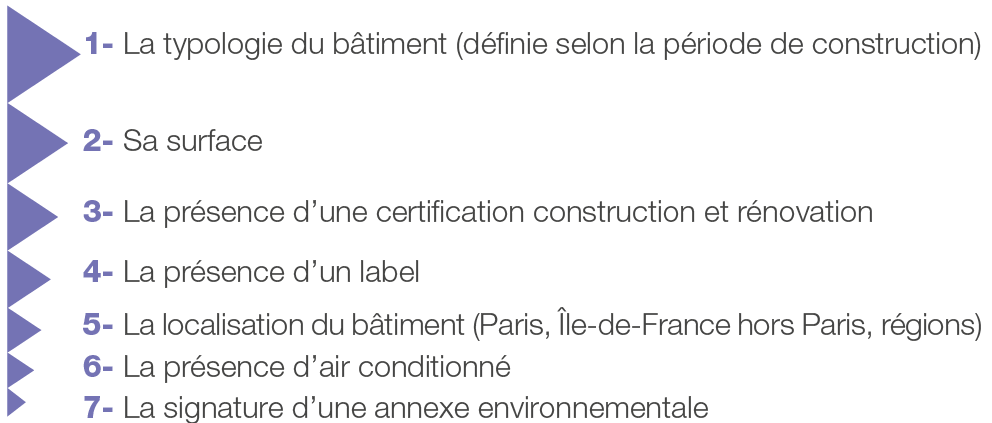 1- La typologie du bâtiment (définie selon la période de construction)
2- Sa surface
3- La présence d’une certification construction et rénovation
4- La présence d’un label
5- La localisation du bâtiment (Paris, Île-de-France hors Paris, régions)
6- La présence d’air conditionné
7- La signature d’une annexe environnementale